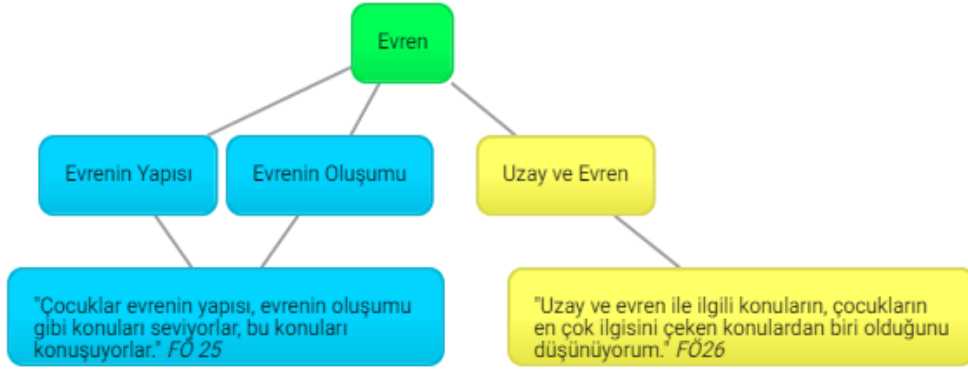 Evren
Evrenin Yapısı
Evrenin Oluşumu
Uzay ve Evren
"Çocuklar evrenin yapısı, evrenin oluşumu
gibi konuları seviyorlar, bu konuları
konuşuyorlar." FÖ 25
"Uzay ve evren ile ilgili konuların, çocukların
en çok ilgisini çeken konulardan biri olduğunu
düşünüyorum." FÖ26